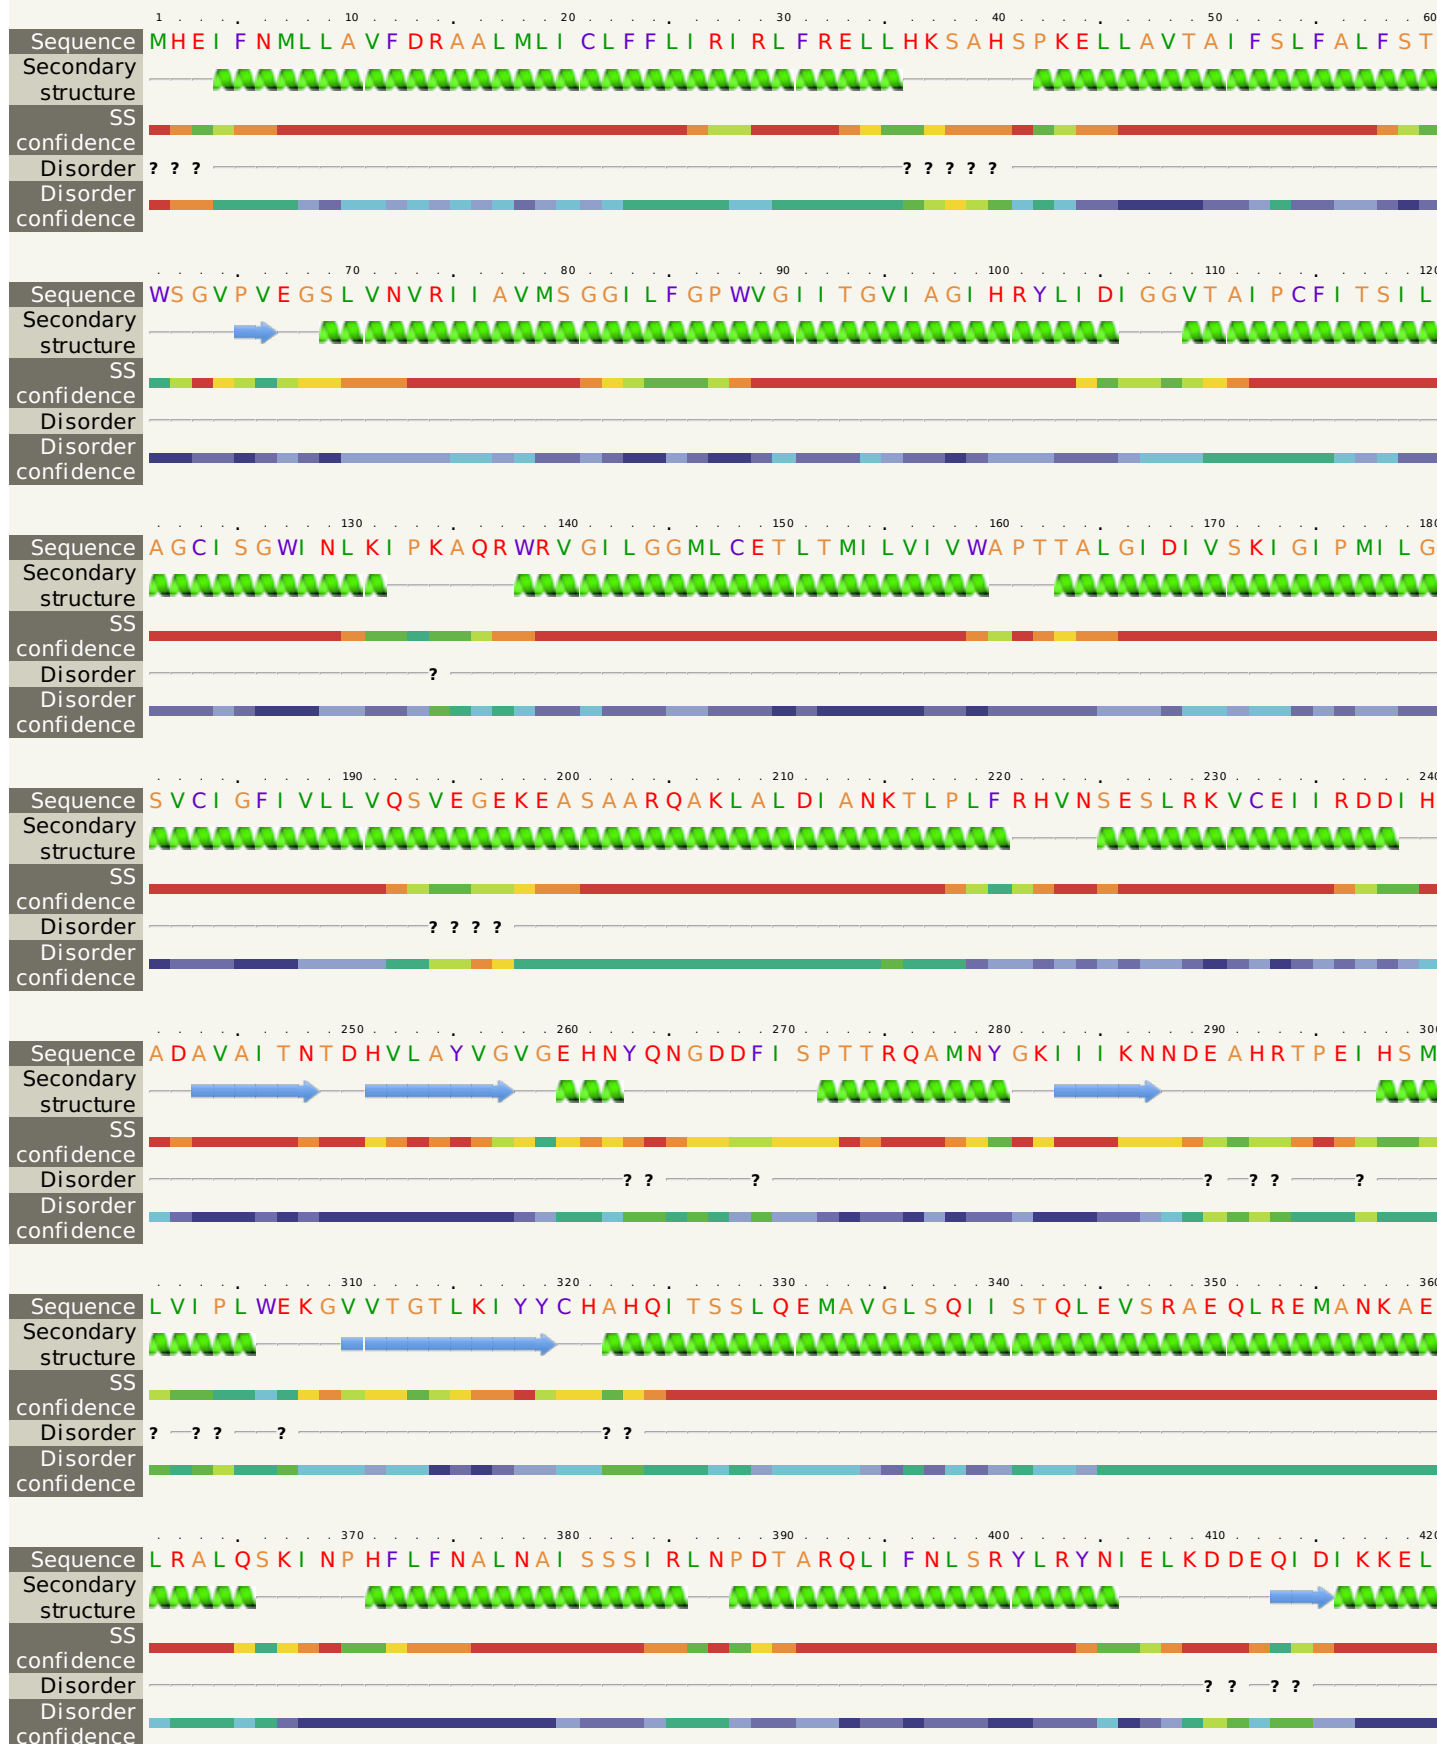 1 10 20 30 40 50 60
Sequence MHEIFNMLLAVFDRAALMLICLFFLIRIRLFRELLHKSAHSPKELLAVTAIFSLFALFST
Secondary
structure
SS
confidence
Disorder ? ? ? ? ? ? ? ?
Disorder
confidence
70 80 90 100 110 120
Sequence WSGVPVEGSLVNVRIIAVMSGGILFGPWVGIITGVIAGIHRYLIDIGGVTAIPCFITSIL
Secondary
structure
SS
confidence
Disorder
Disorder
confidence
130 140 150 160 170 180
Sequence AGCISGWINLKIPKAQRWRVGILGGMLCETLTMILVIVWAPTTALGIDIVSKIGIPMILG
Secondary
structure
SS
confidence
Disorder ?
Disorder
confidence
190 200 210 220 230 240
Sequence SVCIGFIVLLVQSVEGEKEASAARQAKLALDIANKTLPLFRHVNSESLRKVCEIIRDDIH
Secondary
structure
SS
confidence
Disorder ? ? ? ?
Disorder
confidence
250 260 270 280 290 300
Sequence ADAVAITNTDHVLAYVGVGEHNYQNGDDFISPTTRQAMNYGKIIIKNNDEAHRTPEIHSM
Secondary
structure
SS
confidence
Disorder ? ? ? ? ? ? ?
Disorder
confidence
310 320 330 340 350 360
Sequence LVIPLWEKGVVTGTLKIYYCHAHQITSSLQEMAVGLSQIISTQLEVSRAEQLREMANKAE
Secondary
structure
SS
confidence
Disorder ? ? ? ? ? ?
Disorder
confidence
370 380 390 400 410 420
Sequence LRALQSKINPHFLFNALNAISSSIRLNPDTARQLIFNLSRYLRYNIELKDDEQIDIKKEL
Secondary
structure
SS
confidence
Disorder ? ? ? ?
Disorder
confidence